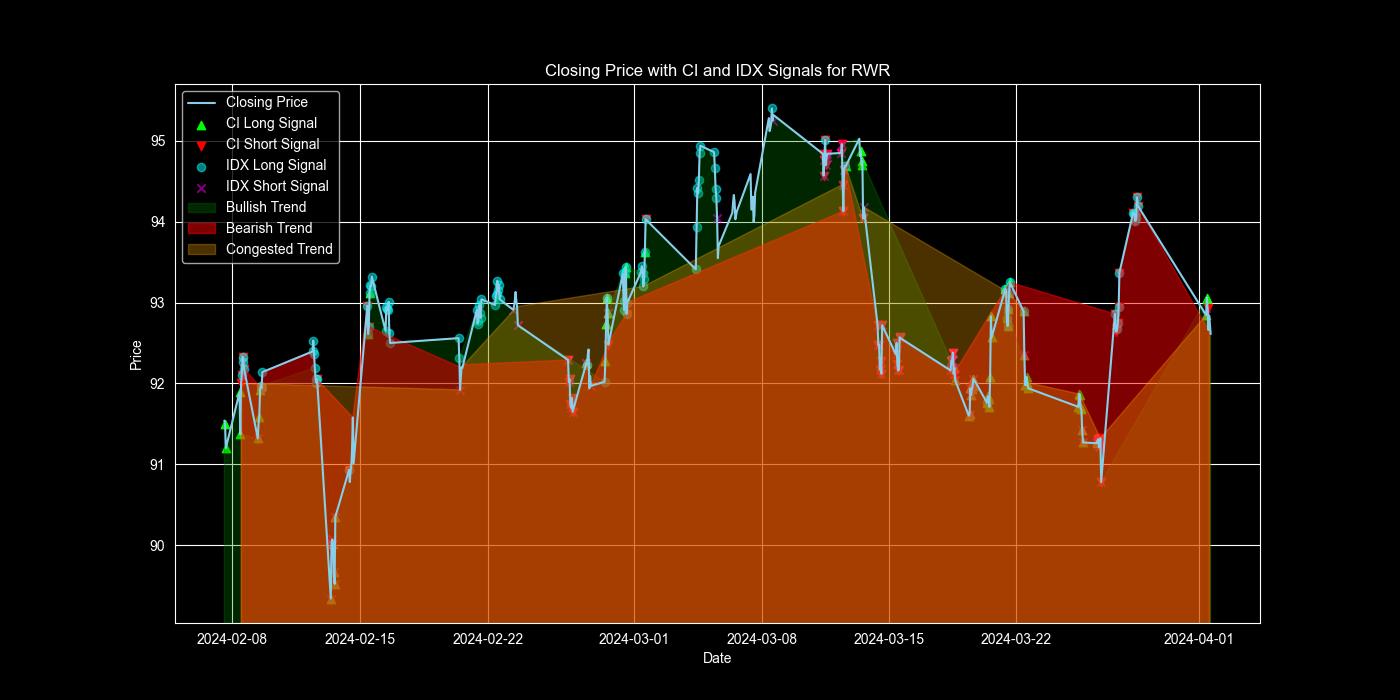 Closing Price with CI and IDX Signals for RWR
Closing Price
CI Long Signal
CI Short Signal
IDX Long Signal
IDX Short Signal
Bullish Trend
Bearish Trend
Congested Trend
95
94
93
92
91
90
Price
2024-02-08 2024-02-15 2024-02-22 2024-03-01 2024-03-08 2024-03-15 2024-03-22 2024-04-01
Date